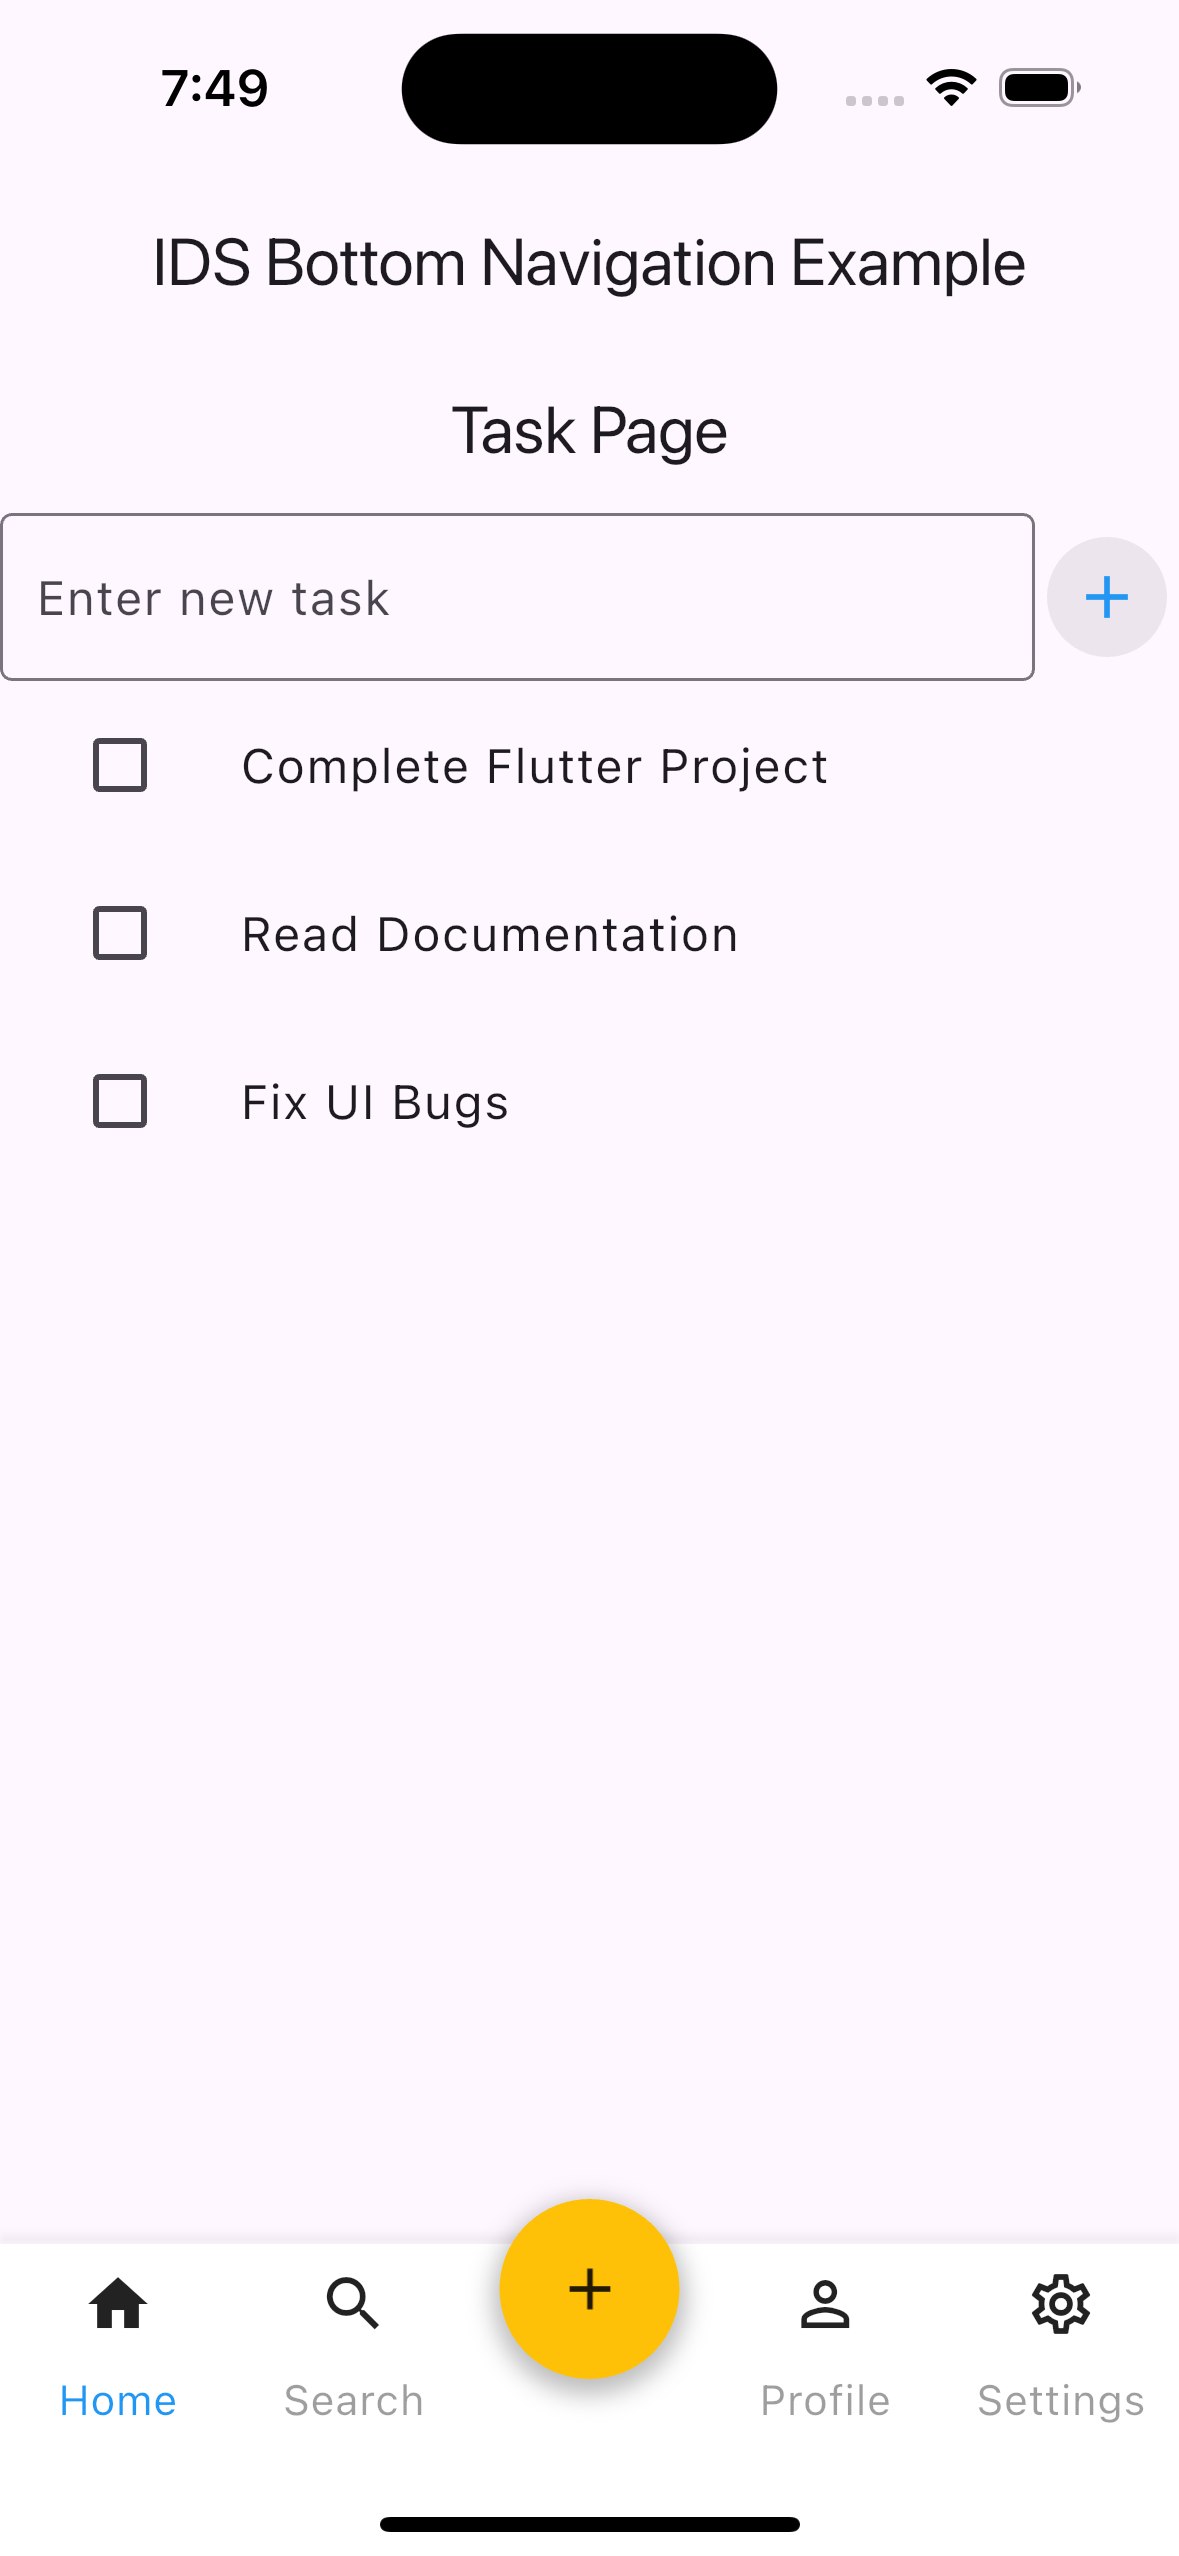 7:49
IDS Bottom Navigation Example
Task Page
Enter new task
Complete Flutter Project
Read Documentation
Fix UI Bugs
Home
Search
Profile
Settings